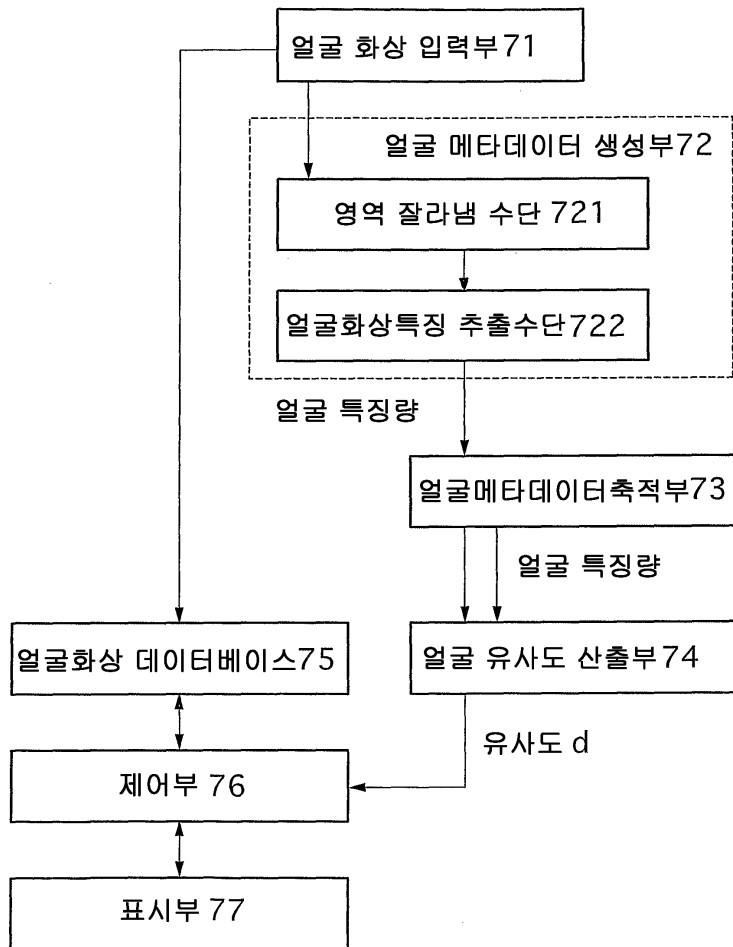 얼굴 화상 입력부71
얼굴 메타데이터 생성부72
영역 잘라냄 수단 721
얼굴화상특징 추출수단722
얼굴 특징량
얼굴메타데이터축적부73
얼굴 특징량
얼굴화상 데이터베이스75
얼굴 유사도 산출부74
유사도 d
제어부 76
표시부 77